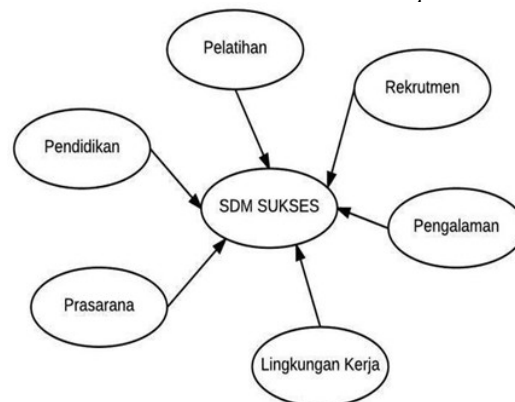 Pelatihan
Rekrutmen
Pendidikan
SDM SUKSES
Pengalaman
Prasarana
Lingkungan Kerja